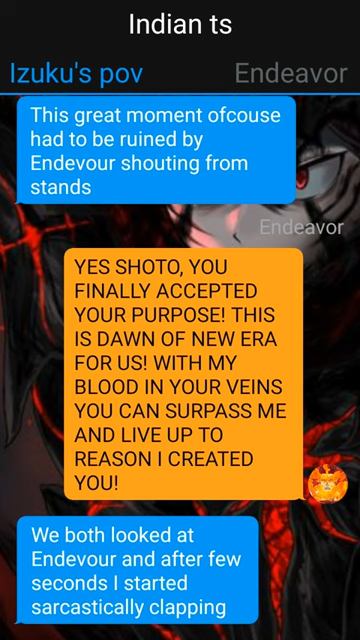 Indian ts
Izuku's pov Endeavor
This great moment ofcouse
had to be ruined by
Endevour shouting from
stands
Endeavor
YES SHOTO, YOU
FINALLY ACCEPTED
YOUR PURPOSE! THIS
IS DAWN OF NEW ERA
FOR US! WITH MY
BLOOD IN YOUR VEINS
YOU CAN SURPASS ME
AND LIVE UP TO
REASON I CREATED
YOU!
We both looked at
Endevour and after few
seconds I started
sarcastically clapping